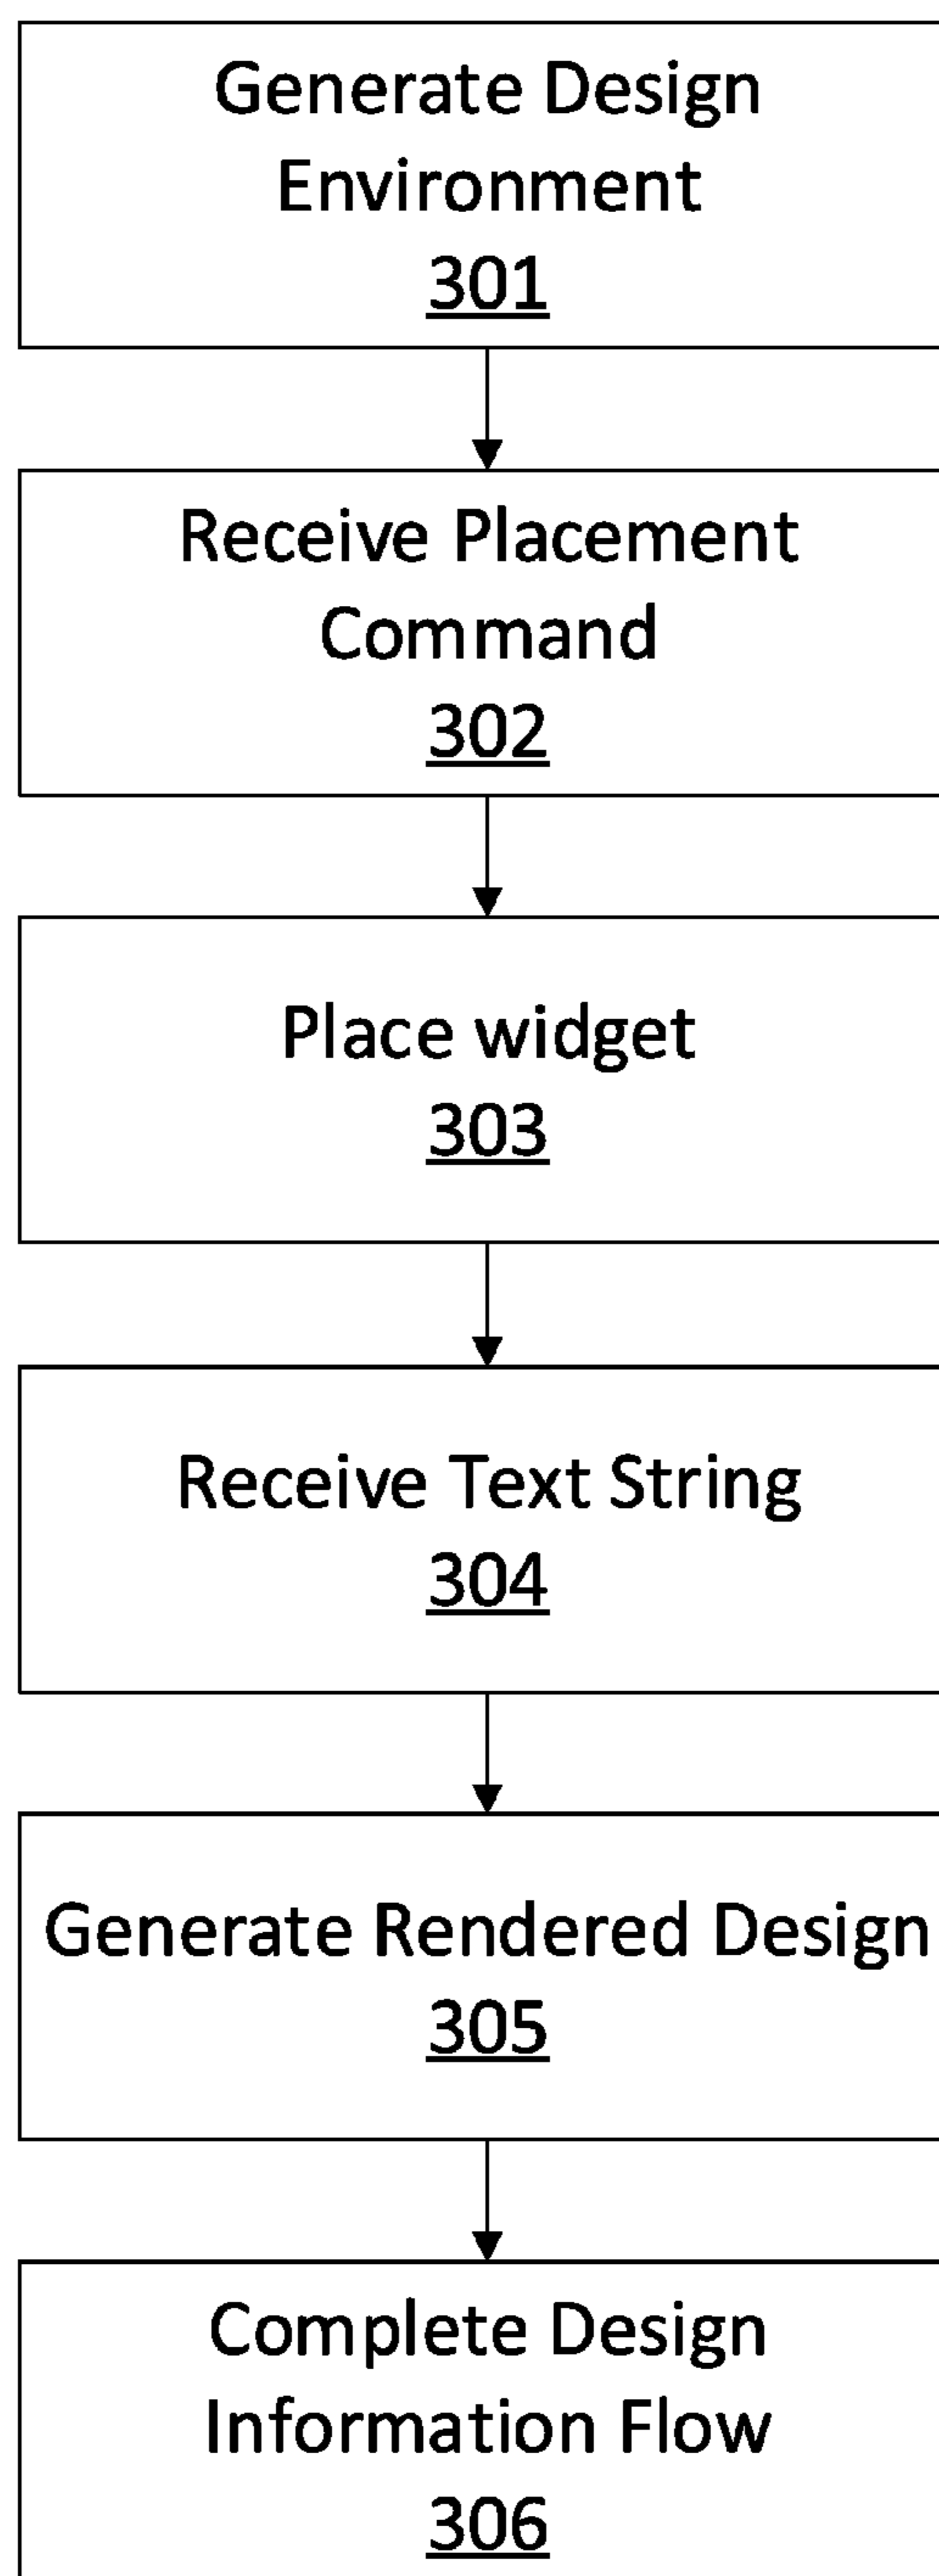 Generate Design
Environment
301
Receive Placement
Command
302
Place widget
303
Receive Text String
304
Generate Rendered Design
305
Complete Design
Information Flow
306